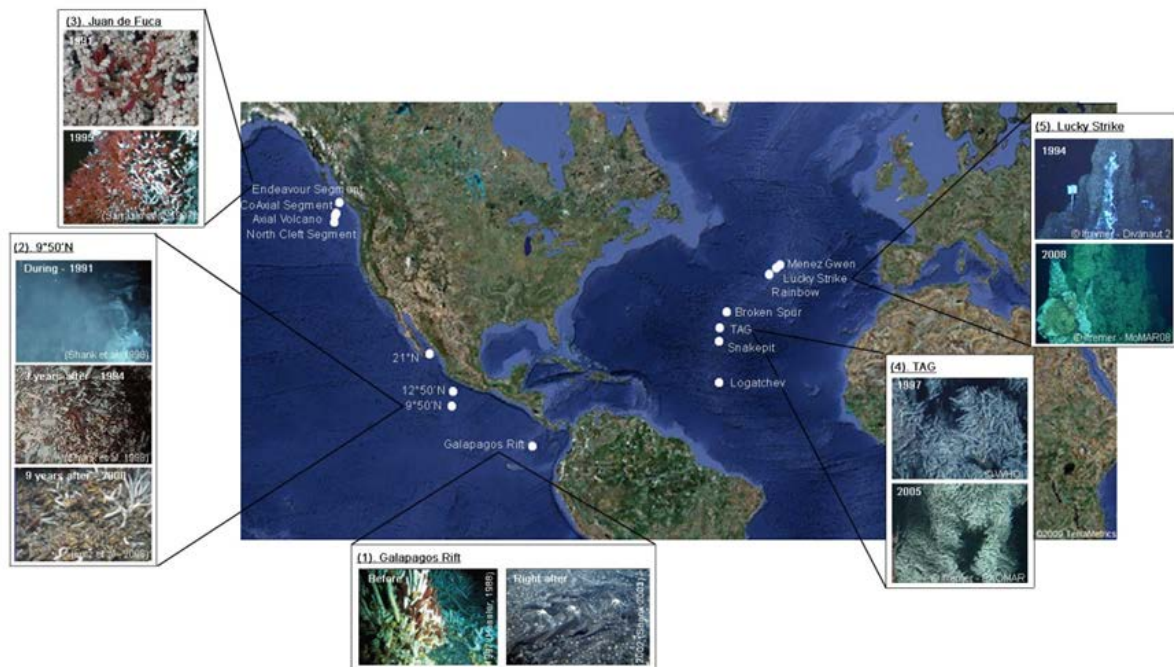 (3). Juan de Fuca
1991
1995
(2). 9°50'N
During - 1991
(Shank et al. 1998)
9 years after - 2000
(1). Galapagos Rift
Before
Right after
Endeavour Segment
CoAxial Segment
Axial Volcano
North Cleft Segment
21°N
12°50'N
9°50'N
Galapagos Rift
Menez Gwen
Lucky Strike
Rainbow
Broken Spur
TAG
Snakepit
Logatchev
(5). Lucky Strike
1994
© Ifremer - Divanaut 2
2008
© Ifremer - MoMAR08
(4). TAG
1997
© WHOI
2005
© Ifremer - EXOMAR
©2009 TerraMetrics